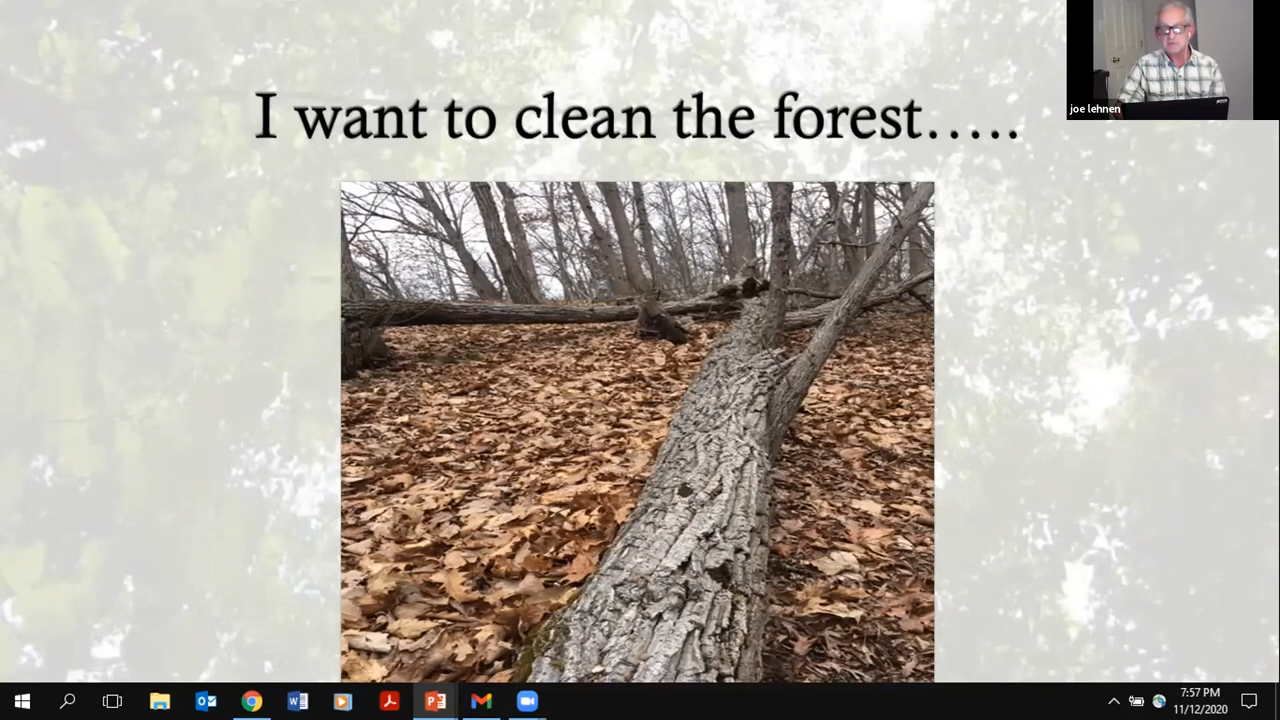 I want to clean the forest.....
joe lehnen
7:57 PM
11/12/2020